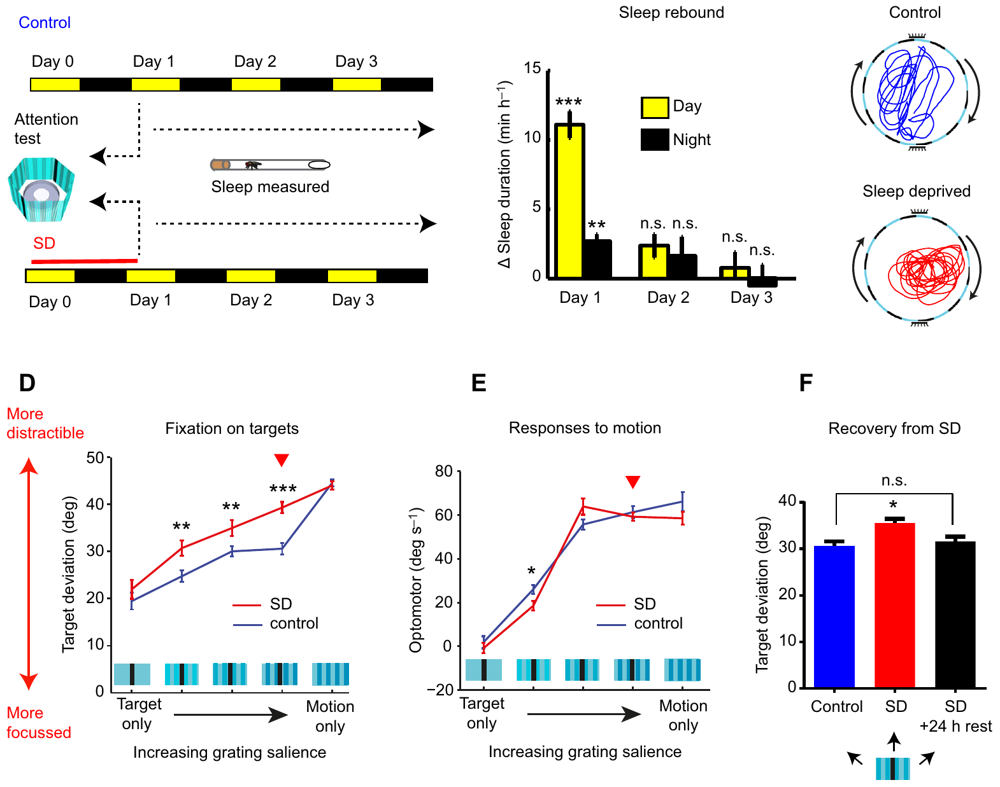 Control
Day 0
Day 1
Day 2
Day 3
Attention
test
Sleep measured
SD
Day 0
Day 1
Day 2
Day 3
Sleep rebound
Δ Sleep duration (min h⁻¹)
15
10
5
0
***
**
n.s.
n.s.
n.s.
n.s.
Day
Night
Day 1
Day 2
Day 3
Control
Sleep deprived
D
More
distractible
More
focussed
Fixation on targets
Target deviation (deg)
50
40
30
20
10
0
**
**
***
SD
control
Target
only
Motion
only
Increasing grating salience
E
Responses to motion
Optomotor (deg s⁻¹)
80
60
40
20
0
−20
*
SD
control
Target
only
Motion
only
Increasing grating salience
F
Recovery from SD
Target deviation (deg)
40
30
20
10
0
n.s.
*
Control
SD
SD
+24 h rest